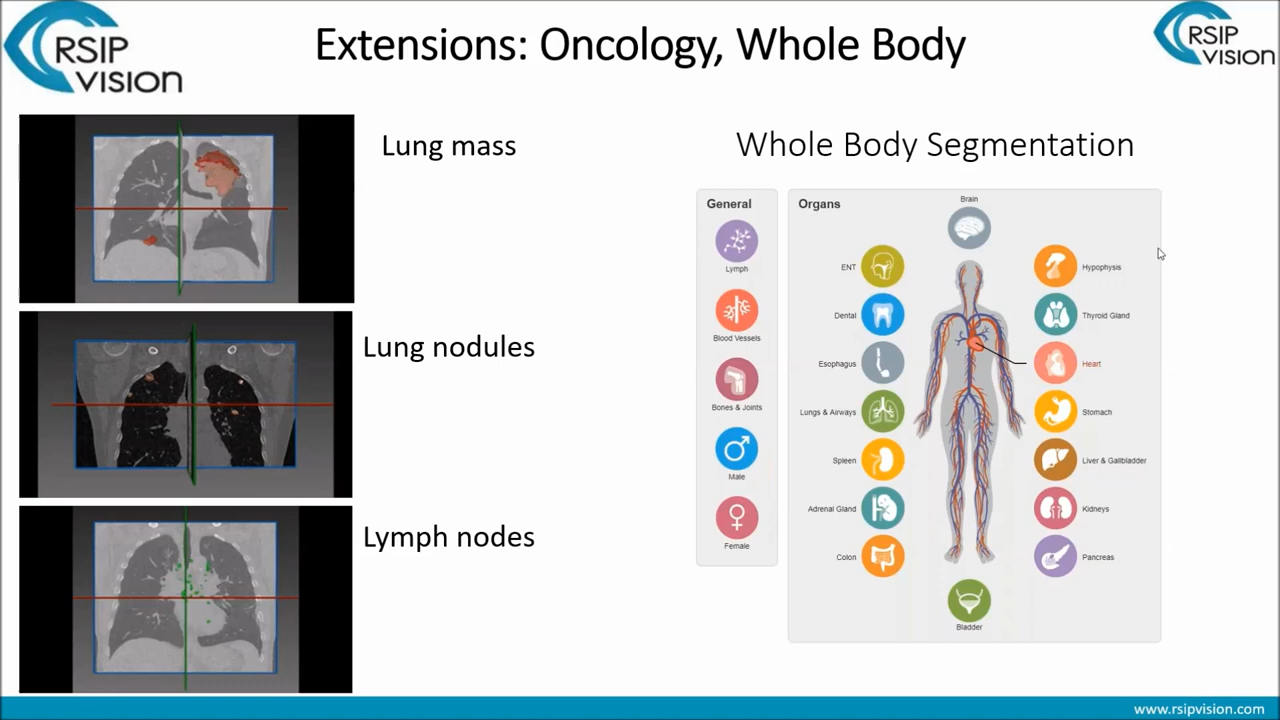 RSIP
VISION
Extensions: Oncology, Whole Body
RSIP
VISION
Lung mass
Lung nodules
Lymph nodes
Whole Body Segmentation
General
Lymph
Blood Vessels
Bones & Joints
Male
Female
Organs
Brain
ENT
Hypophysis
Dental
Thyroid Gland
Esophagus
Heart
Lungs & Airways
Stomach
Spleen
Liver & Gallbladder
Adrenal Gland
Kidneys
Colon
Pancreas
Bladder
www.rsipvision.com